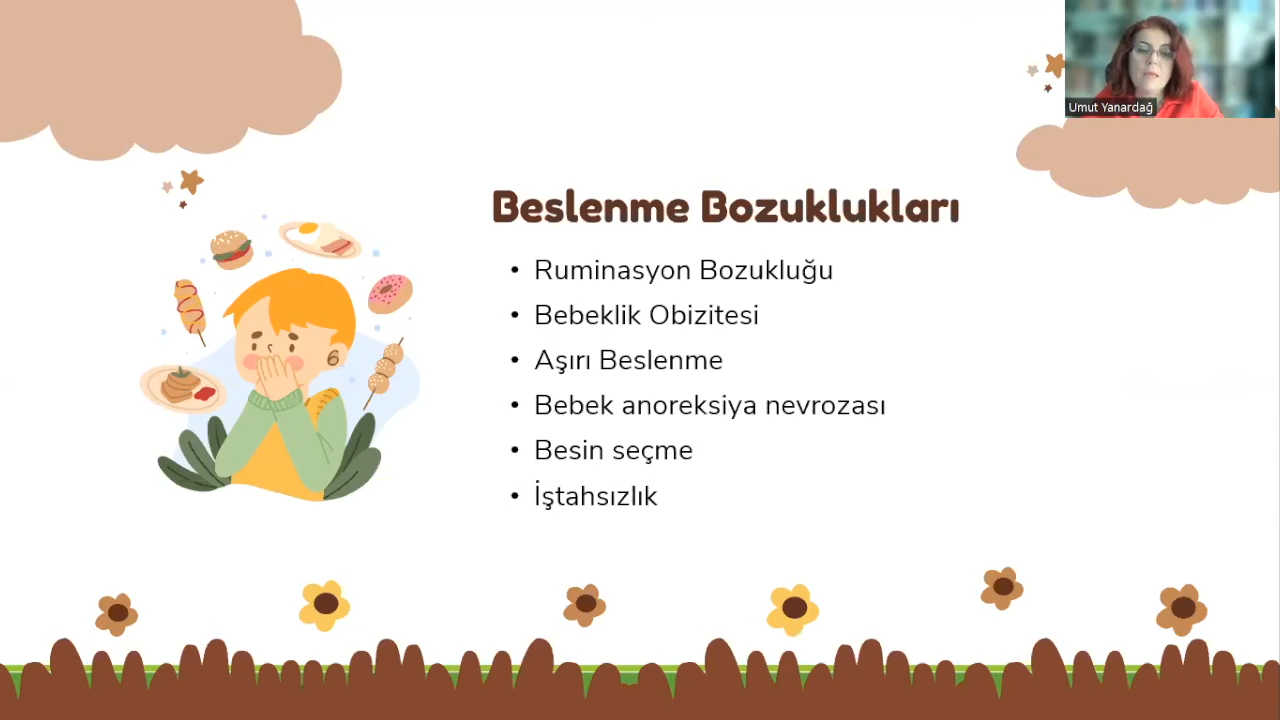 Umut Yanardağ
Beslenme Bozuklukları
• Ruminasyon Bozukluğu
• Bebeklik Obizitesi
• Aşırı Beslenme
• Bebek anoreksiya nevrozası
• Besin seçme
• İştahsızlık